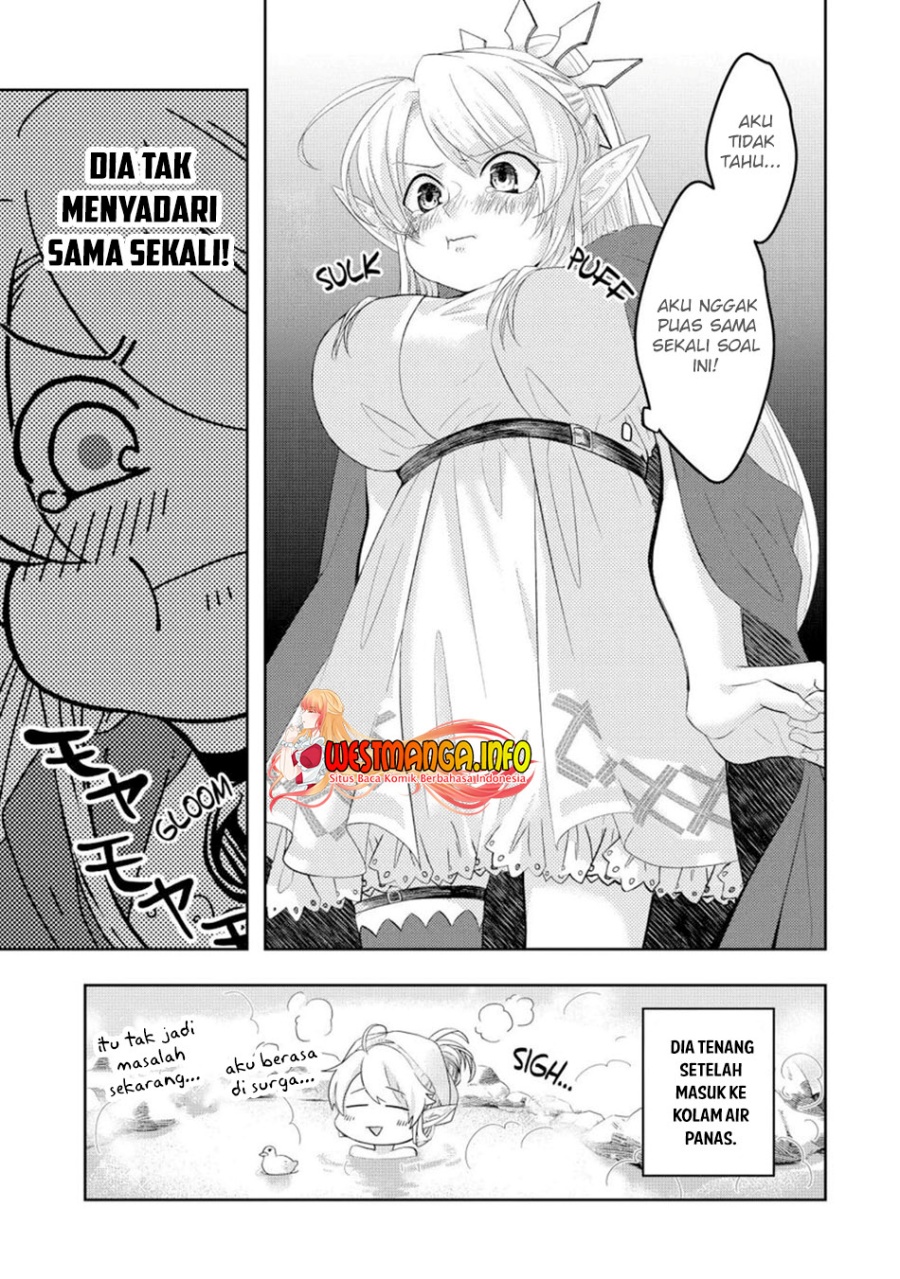 AKU
TIDAK
TAHU...
AKU NGGAK
PUAS SAMA
SEKALI SOAL
INI!
PUFF
SULK
DIA TAK
MENYADARI
SAMA SEKALI!
モヤモヤモ
GLOOM
WESTMANGA.INFO
Situs Baca Komik Berbahasa Indonesia
DIA TENANG
SETELAH
MASUK KE
KOLAM AIR
PANAS.
SIGH...
aku berasa
di surga...
itu tak jadi
masalah
sekarang...